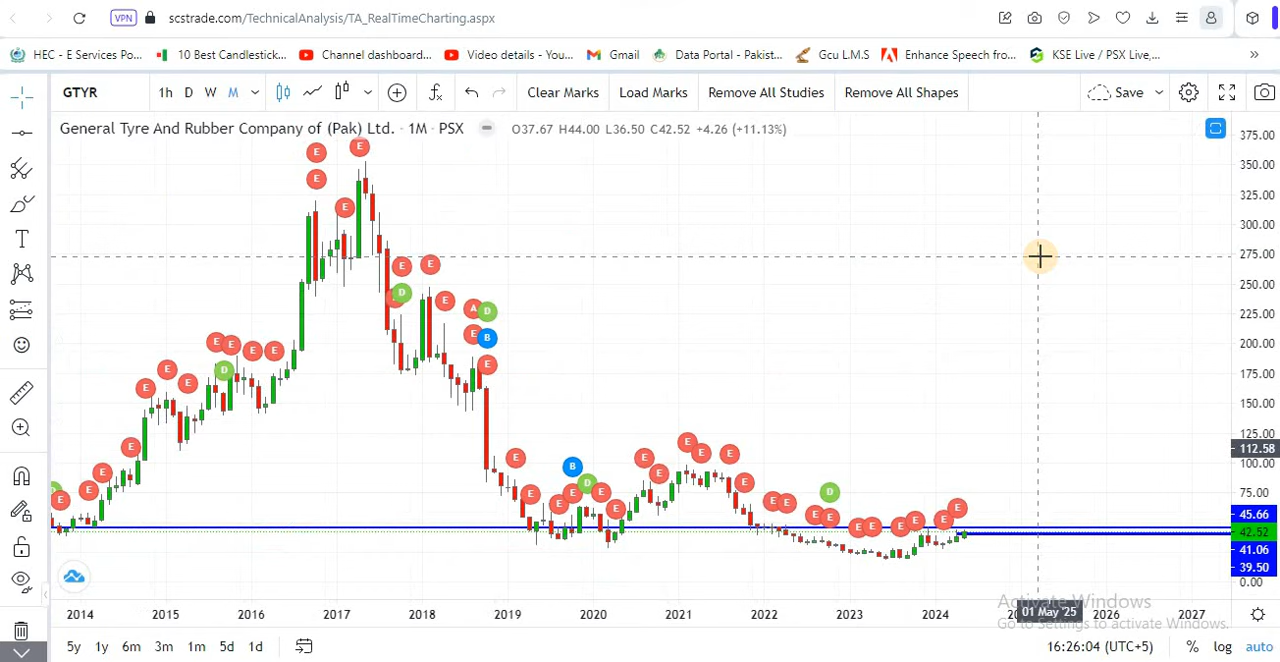 VPN scstrade.com/TechnicalAnalysis/TA_RealTimeCharting.aspx
HEC - E Services Po... 10 Best Candlestick... Channel dashboard... Video details - You... Gmail Data Portal - Pakist... Gcu L.M.S Enhance Speech fro... KSE Live / PSX Live,... »
GTYR 1h D W M Clear Marks Load Marks Remove All Studies Remove All Shapes Save
General Tyre And Rubber Company of (Pak) Ltd. · 1M · PSX O37.67 H44.00 L36.50 C42.52 +4.26 (+11.13%)
375.00
350.00
325.00
300.00
275.00
250.00
225.00
200.00
175.00
150.00
125.00
112.58
100.00
75.00
45.66
42.52
41.06
39.50
0.00
E E E E E E E E E A D D E B E E E E E D E E E E E E E E E B D E E E E E E E E E E D E E E E E E E E
Activate Windows
Go to Settings to activate Windows.
2014 2015 2016 2017 2018 2019 2020 2021 2022 2023 2024 01 May '25 2026 2027
5y 1y 6m 3m 1m 5d 1d 16:26:04 (UTC+5) % log auto